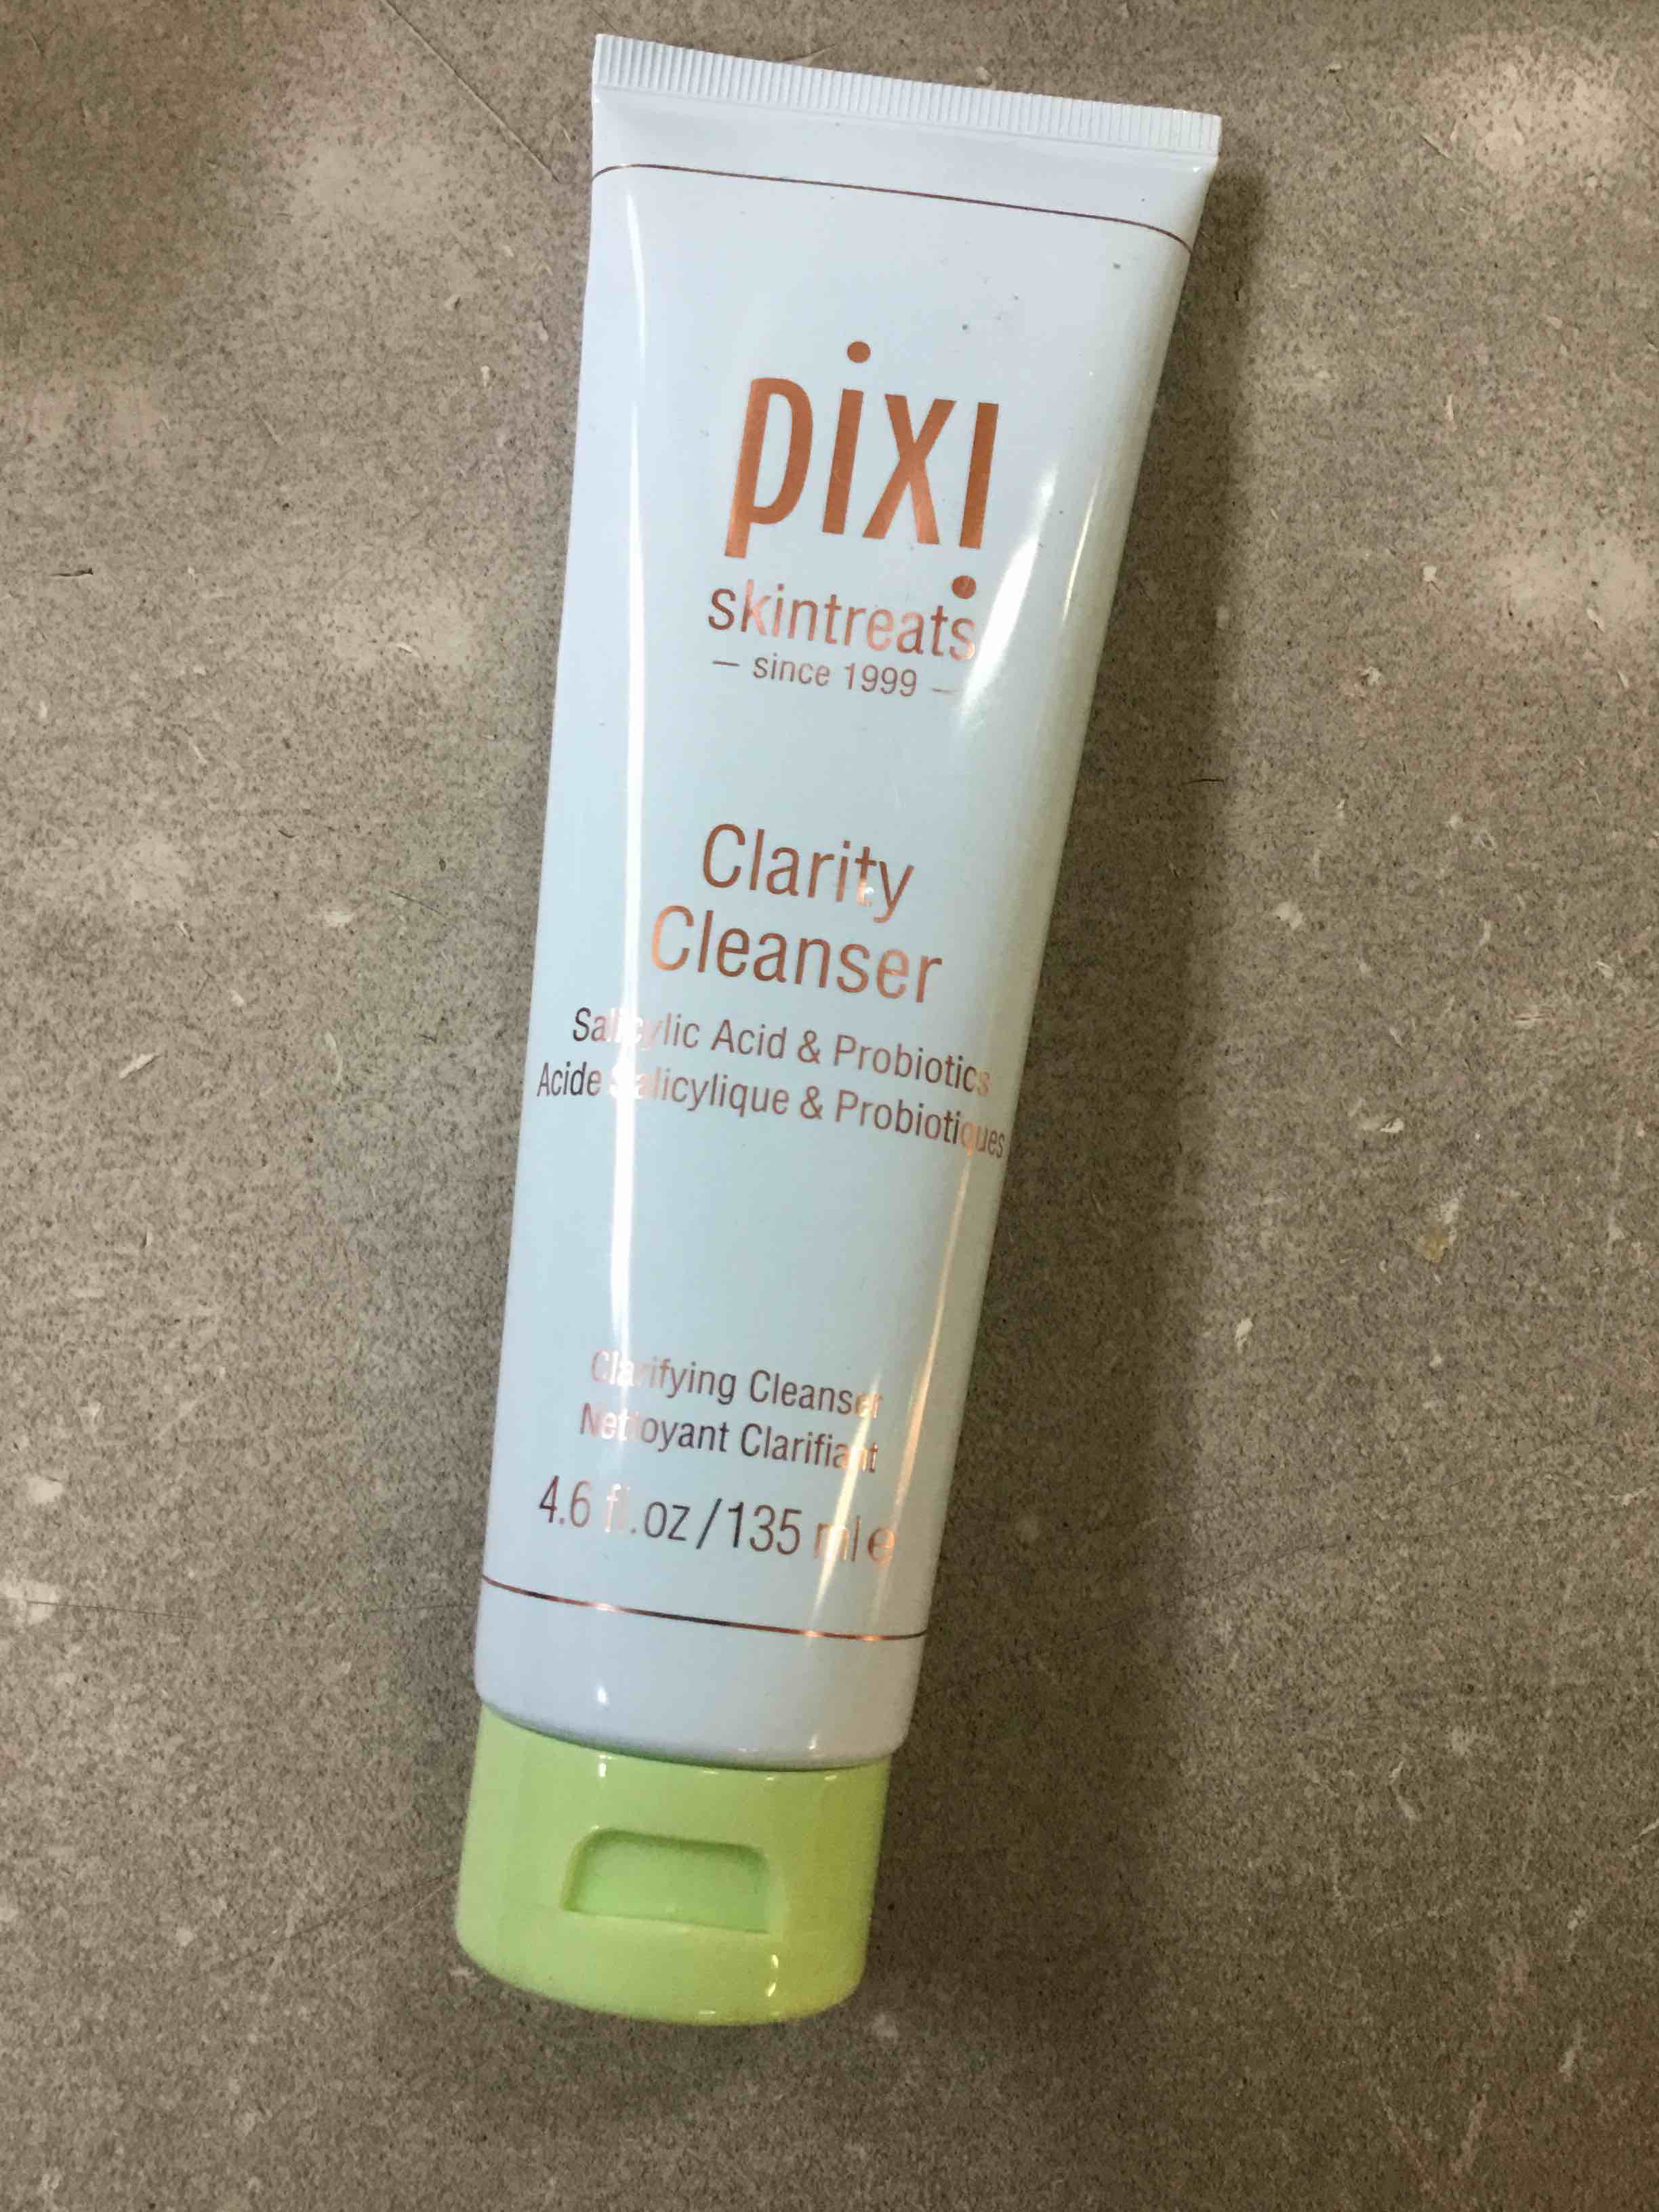 pixi
skintreats
— since 1999 —
Clarity
Cleanser
Salicylic Acid & Probiotics
Acide Salicylique & Probiotiques
Clarifying Cleanser
Nettoyant Clarifiant
4.6 fl.oz/135 ml e